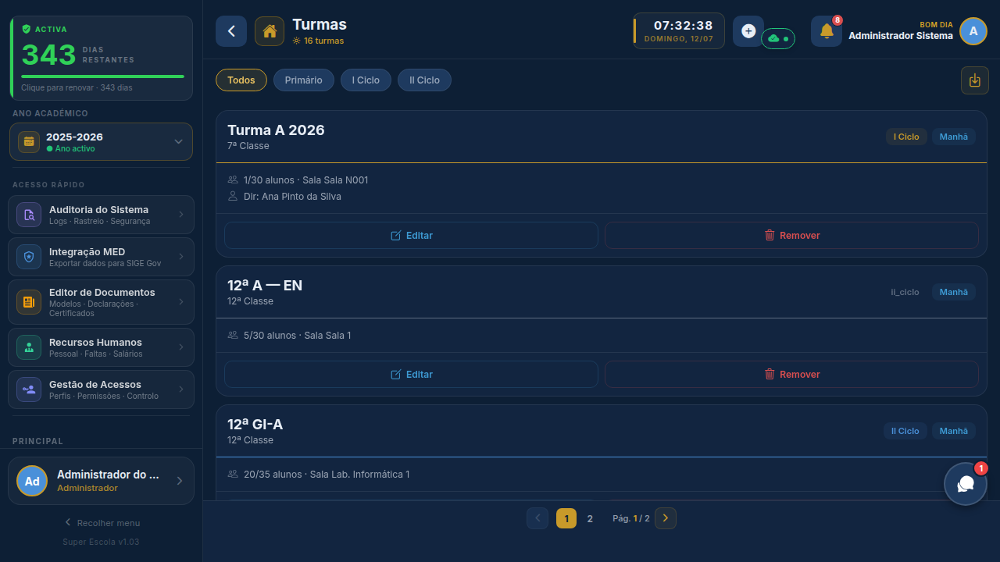 ACTIVA
343
DIAS
RESTANTES
Clique para renovar · 343 dias
ANO ACADÉMICO
2025-2026
Ano activo
ACESSO RÁPIDO
Auditoria do Sistema
Logs · Rastreio · Segurança
Integração MED
Exportar dados para SIGE Gov
Editor de Documentos
Modelos · Declarações ·
Certificados
Recursos Humanos
Pessoal · Faltas · Salários
Gestão de Acessos
Perfis · Permissões · Controlo
PRINCIPAL
Ad
Administrador do ...
Administrador
Recolher menu
Super Escola v1.03
Turmas
16 turmas
07:32:38
DOMINGO, 12/07
8
BOM DIA
Administrador Sistema
A
Todos
Primário
I Ciclo
II Ciclo
Turma A 2026
7ª Classe
I Ciclo
Manhã
1/30 alunos · Sala Sala N001
Dir: Ana Pinto da Silva
Editar
Remover
12ª A — EN
12ª Classe
ii_ciclo
Manhã
5/30 alunos · Sala Sala 1
Editar
Remover
12ª GI-A
12ª Classe
II Ciclo
Manhã
20/35 alunos · Sala Lab. Informática 1
1
1
2
Pág. 1 / 2